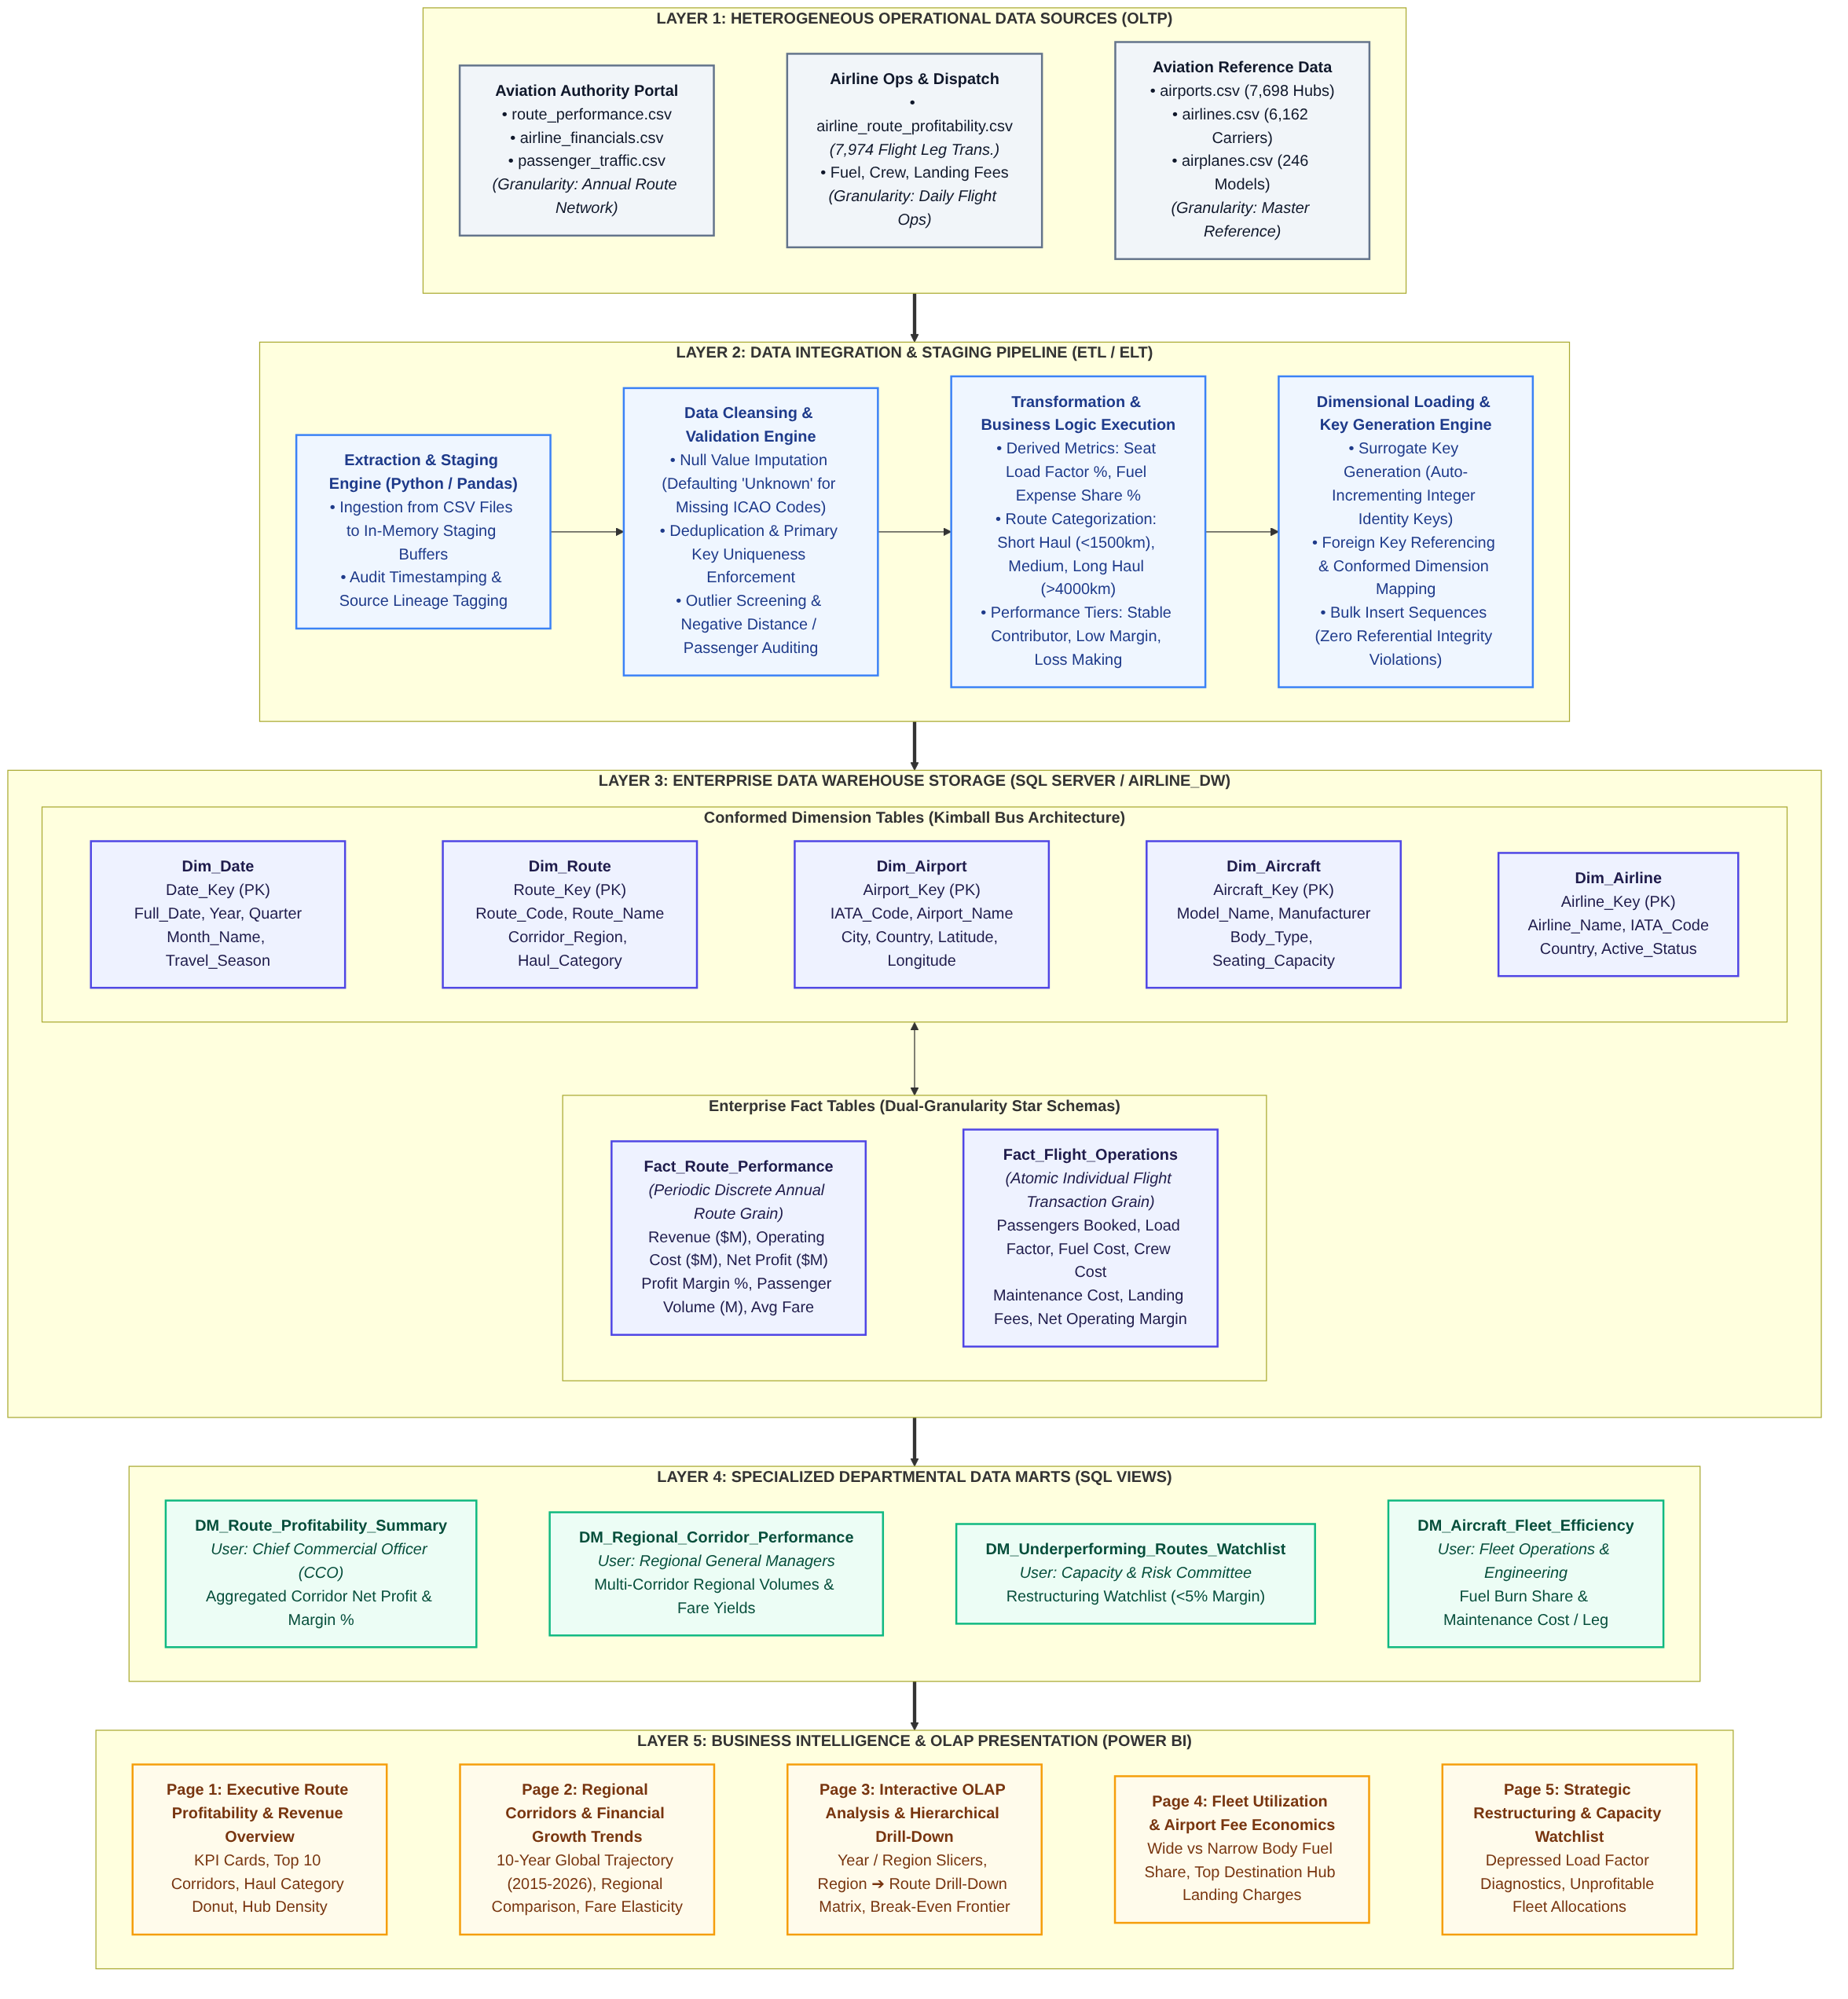 LAYER 1: HETEROGENEOUS OPERATIONAL DATA SOURCES (OLTP)
Aviation Authority Portal
• route_performance.csv
• airline_financials.csv
• passenger_traffic.csv
(Granularity: Annual Route
Network)
Airline Ops & Dispatch
•
airline_route_profitability.csv
(7,974 Flight Leg Trans.)
• Fuel, Crew, Landing Fees
(Granularity: Daily Flight
Ops)
Aviation Reference Data
• airports.csv (7,698 Hubs)
• airlines.csv (6,162
Carriers)
• airplanes.csv (246
Models)
(Granularity: Master
Reference)
LAYER 2: DATA INTEGRATION & STAGING PIPELINE (ETL / ELT)
Extraction & Staging
Engine (Python / Pandas)
• Ingestion from CSV Files
to In-Memory Staging
Buffers
• Audit Timestamping &
Source Lineage Tagging
Data Cleansing &
Validation Engine
• Null Value Imputation
(Defaulting 'Unknown' for
Missing ICAO Codes)
• Deduplication & Primary
Key Uniqueness
Enforcement
• Outlier Screening &
Negative Distance /
Passenger Auditing
Transformation &
Business Logic Execution
• Derived Metrics: Seat
Load Factor %, Fuel
Expense Share %
• Route Categorization:
Short Haul (<1500km),
Medium, Long Haul
(>4000km)
• Performance Tiers: Stable
Contributor, Low Margin,
Loss Making
Dimensional Loading &
Key Generation Engine
• Surrogate Key
Generation (Auto-
Incrementing Integer
Identity Keys)
• Foreign Key Referencing
& Conformed Dimension
Mapping
• Bulk Insert Sequences
(Zero Referential Integrity
Violations)
LAYER 3: ENTERPRISE DATA WAREHOUSE STORAGE (SQL SERVER / AIRLINE_DW)
Conformed Dimension Tables (Kimball Bus Architecture)
Dim_Date
Date_Key (PK)
Full_Date, Year, Quarter
Month_Name,
Travel_Season
Dim_Route
Route_Key (PK)
Route_Code, Route_Name
Corridor_Region,
Haul_Category
Dim_Airport
Airport_Key (PK)
IATA_Code, Airport_Name
City, Country, Latitude,
Longitude
Dim_Aircraft
Aircraft_Key (PK)
Model_Name, Manufacturer
Body_Type,
Seating_Capacity
Dim_Airline
Airline_Key (PK)
Airline_Name, IATA_Code
Country, Active_Status
Enterprise Fact Tables (Dual-Granularity Star Schemas)
Fact_Route_Performance
(Periodic Discrete Annual
Route Grain)
Revenue ($M), Operating
Cost ($M), Net Profit ($M)
Profit Margin %, Passenger
Volume (M), Avg Fare
Fact_Flight_Operations
(Atomic Individual Flight
Transaction Grain)
Passengers Booked, Load
Factor, Fuel Cost, Crew
Cost
Maintenance Cost, Landing
Fees, Net Operating Margin
LAYER 4: SPECIALIZED DEPARTMENTAL DATA MARTS (SQL VIEWS)
DM_Route_Profitability_Summary
User: Chief Commercial Officer
(CCO)
Aggregated Corridor Net Profit &
Margin %
DM_Regional_Corridor_Performance
User: Regional General Managers
Multi-Corridor Regional Volumes &
Fare Yields
DM_Underperforming_Routes_Watchlist
User: Capacity & Risk Committee
Restructuring Watchlist (<5% Margin)
DM_Aircraft_Fleet_Efficiency
User: Fleet Operations &
Engineering
Fuel Burn Share &
Maintenance Cost / Leg
LAYER 5: BUSINESS INTELLIGENCE & OLAP PRESENTATION (POWER BI)
Page 1: Executive Route
Profitability & Revenue
Overview
KPI Cards, Top 10
Corridors, Haul Category
Donut, Hub Density
Page 2: Regional
Corridors & Financial
Growth Trends
10-Year Global Trajectory
(2015-2026), Regional
Comparison, Fare Elasticity
Page 3: Interactive OLAP
Analysis & Hierarchical
Drill-Down
Year / Region Slicers,
Region ➔ Route Drill-Down
Matrix, Break-Even Frontier
Page 4: Fleet Utilization
& Airport Fee Economics
Wide vs Narrow Body Fuel
Share, Top Destination Hub
Landing Charges
Page 5: Strategic
Restructuring & Capacity
Watchlist
Depressed Load Factor
Diagnostics, Unprofitable
Fleet Allocations